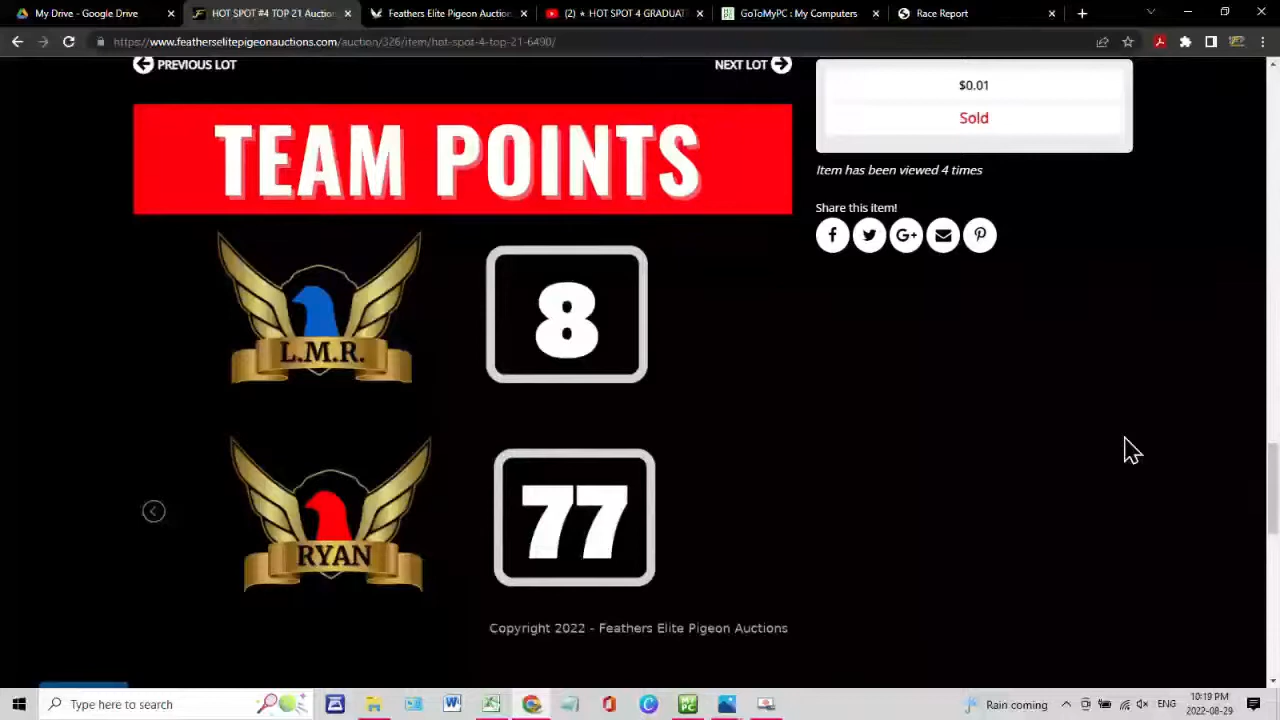 My Drive - Google Drive
HOT SPOT #4 TOP 21 Auction
Feathers Elite Pigeon Auction
(2) ★ HOT SPOT 4 GRADUAT
GoToMyPC : My Computers
Race Report
https://www.featherselitepigeonauctions.com/auction/326/item/hot-spot-4-top-21-6490/
PREVIOUS LOT
NEXT LOT
$0.01
Sold
Item has been viewed 4 times
Share this item!
TEAM POINTS
L.M.R.
8
RYAN
77
Copyright 2022 - Feathers Elite Pigeon Auctions
Type here to search
Rain coming
ENG
10:19 PM
2022-08-29